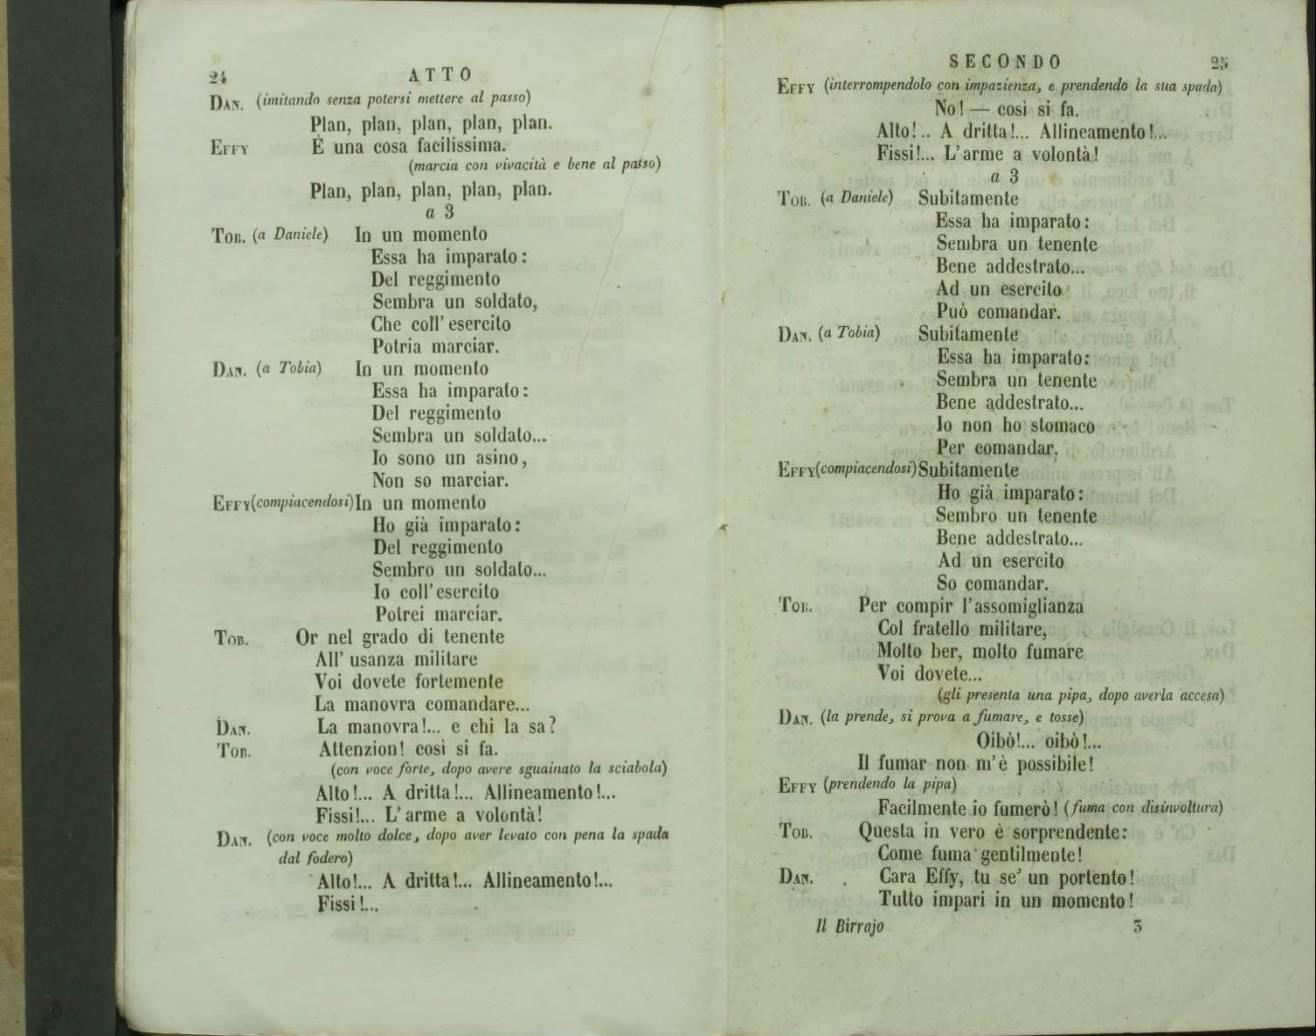 24 ATTO
DAN. (imitando senza potersi mettere al passo)
Plan, plan, plan, plan, plan.
EFFY È una cosa facilissima.
(marcia con vivacità e bene al passo)
Plan, plan, plan, plan, plan.
a 3
TOB. (a Daniele) In un momento
Essa ha imparato:
Del reggimento
Sembra un soldato,
Che coll' esercito
Potria marciar.
DAN. (a Tobia) In un momento
Essa ha imparato:
Del reggimento
Sembra un soldato...
Io sono un asino,
Non so marciar.
EFFY (compiacendosi) In un momento
Ho già imparato:
Del reggimento
Sembro un soldato...
Io coll' esercito
Potrei marciar.
TOB. Or nel grado di tenente
All' usanza militare
Voi dovete fortemente
La manovra comandare...
DAN. La manovra!... e chi la sa?
TOB. Attenzion! così si fa.
(con voce forte, dopo avere sguainato la sciabola)
Alto!... A dritta!... Allineamento!...
Fissi!... L' arme a volontà!
DAN. (con voce molto dolce, dopo aver levato con pena la spada
dal fodero)
Alto!... A dritta!... Allineamento!...
Fissi!...
SECONDO 25
EFFY (interrompendolo con impazienza, e prendendo la sua spada)
No! — così si fa.
Alto!.. A dritta!... Allineamento!...
Fissi!... L'arme a volontà!
a 3
TOB. (a Daniele) Subitamente
Essa ha imparato:
Sembra un tenente
Bene addestrato...
Ad un esercito
Può comandar.
DAN. (a Tobia) Subitamente
Essa ha imparato:
Sembra un tenente
Bene addestrato...
Io non ho stomaco
Per comandar.
EFFY (compiacendosi) Subitamente
Ho già imparato:
Sembro un tenente
Bene addestrato...
Ad un esercito
So comandar.
TOB. Per compir l'assomiglianza
Col fratello militare,
Molto ber, molto fumare
Voi dovete...
(gli presenta una pipa, dopo averla accesa)
DAN. (la prende, si prova a fumare, e tosse)
Oibò!... oibò!...
Il fumar non m'è possibile!
EFFY (prendendo la pipa)
Facilmente io fumerò! (fuma con disinvoltura)
TOB. Questa in vero è sorprendente:
Come fuma gentilmente!
DAN. Cara Effy, tu se' un portento!
Tutto impari in un momento!
Il Birrajo 3